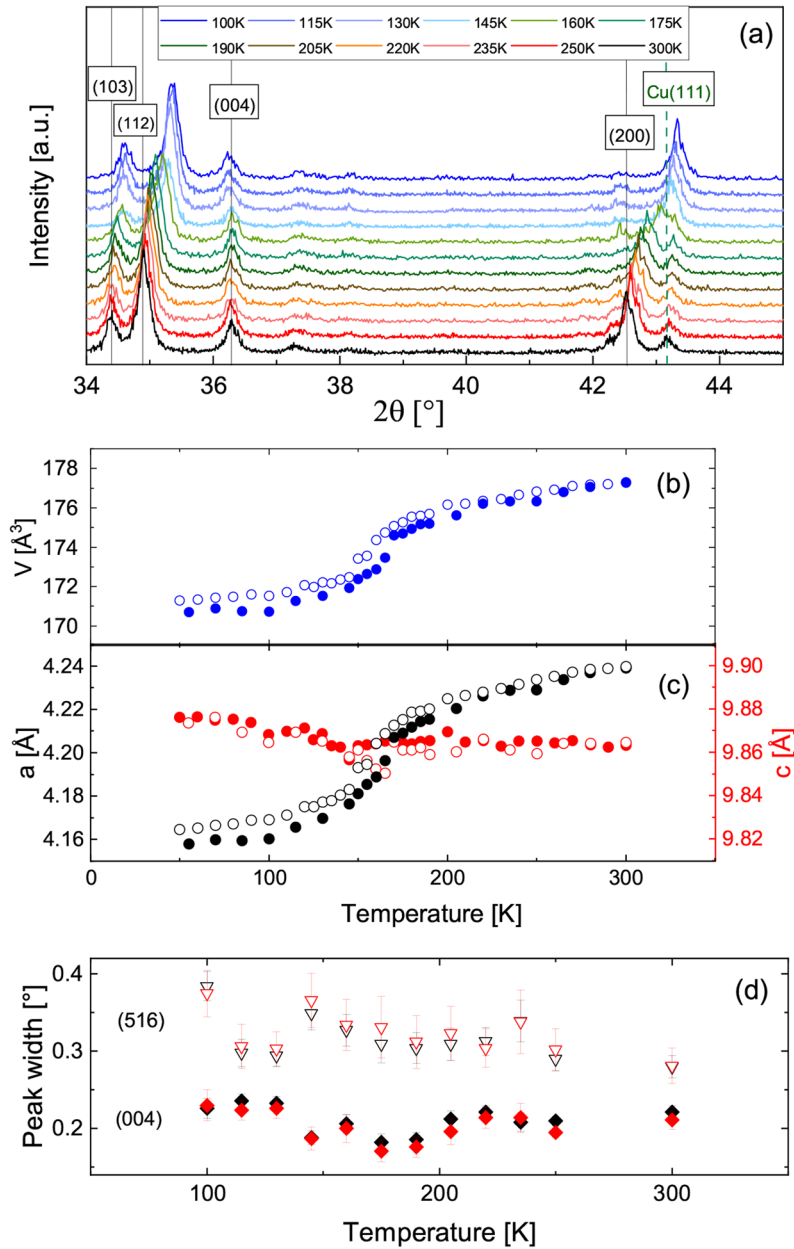 100K 115K 130K 145K 160K 175K
190K 205K 220K 235K 250K 300K
(a)
(103)
(112)
(004)
(200)
Cu(111)
Intensity [a.u.]
34 36 38 40 42 44
2θ [°]
(b)
V [Å³]
178
176
174
172
170
(c)
a [Å]
4.24
4.22
4.20
4.18
4.16
c [Å]
9.90
9.88
9.86
9.84
9.82
0 100 200 300
Temperature [K]
(d)
Peak width [°]
0.4
0.3
0.2
(516)
(004)
100 200 300
Temperature [K]